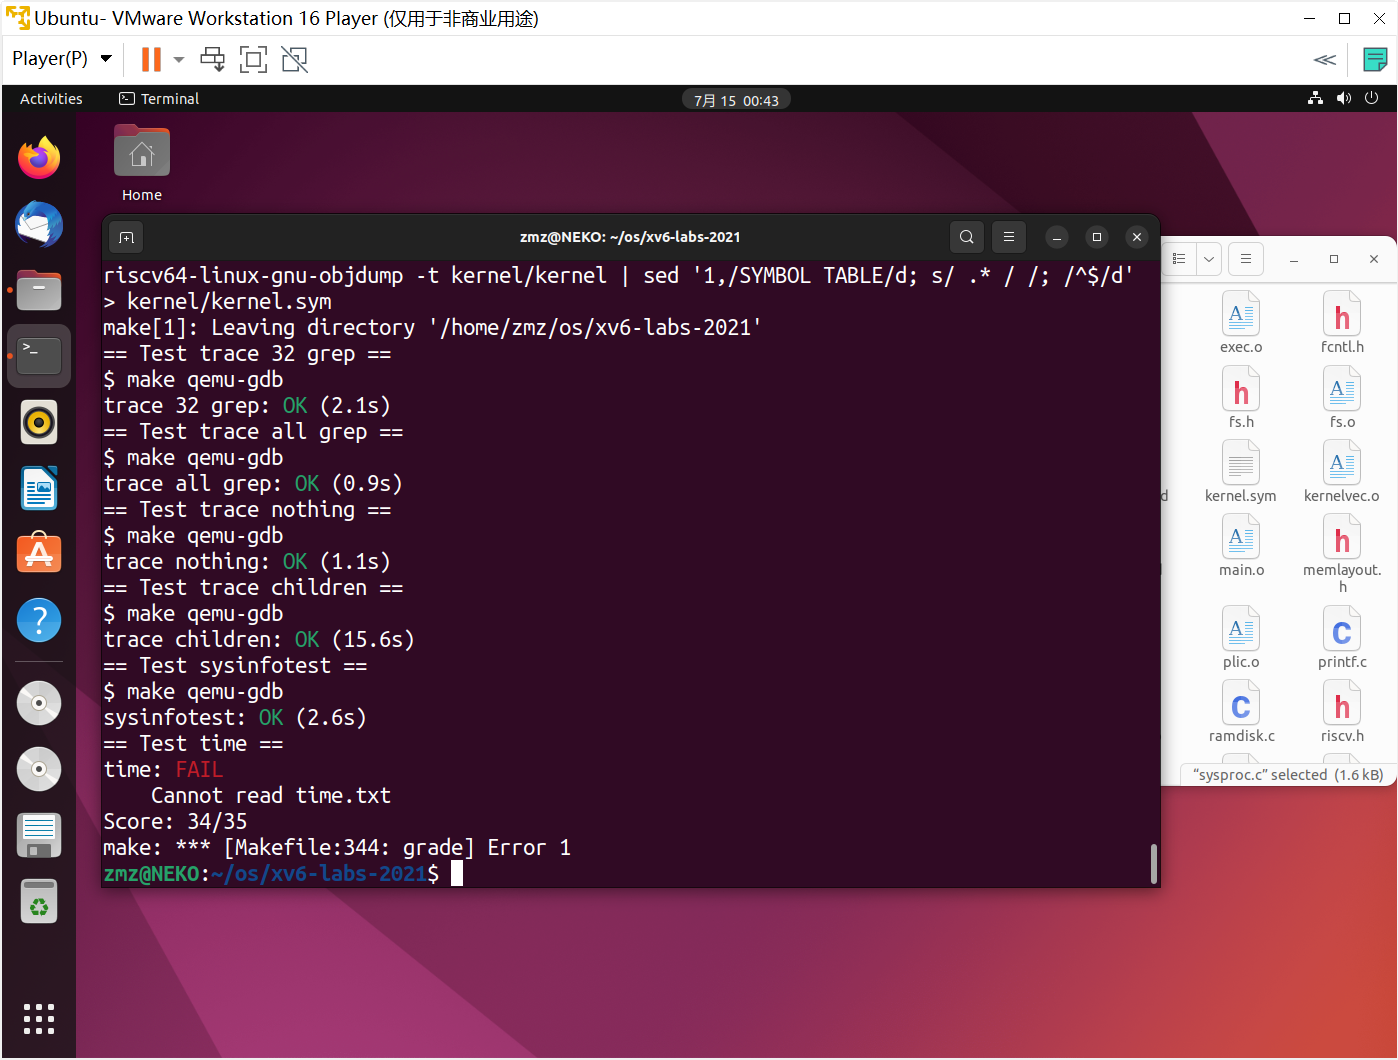 Ubuntu- VMware Workstation 16 Player (仅用于非商业用途)
Player(P)
Activities
Terminal
7月 15 00:43
Home
zmz@NEKO: ~/os/xv6-labs-2021
riscv64-linux-gnu-objdump -t kernel/kernel | sed '1,/SYMBOL TABLE/d; s/ .* / /; /^$/d'
> kernel/kernel.sym
make[1]: Leaving directory '/home/zmz/os/xv6-labs-2021'
== Test trace 32 grep ==
$ make qemu-gdb
trace 32 grep: OK (2.1s)
== Test trace all grep ==
$ make qemu-gdb
trace all grep: OK (0.9s)
== Test trace nothing ==
$ make qemu-gdb
trace nothing: OK (1.1s)
== Test trace children ==
$ make qemu-gdb
trace children: OK (15.6s)
== Test sysinfotest ==
$ make qemu-gdb
sysinfotest: OK (2.6s)
== Test time ==
time: FAIL
Cannot read time.txt
Score: 34/35
make: *** [Makefile:344: grade] Error 1
zmz@NEKO:~/os/xv6-labs-2021$
exec.o
fcntl.h
fs.h
fs.o
kernel.sym
kernelvec.o
main.o
memlayout.
h
plic.o
printf.c
ramdisk.c
riscv.h
“sysproc.c” selected (1.6 kB)